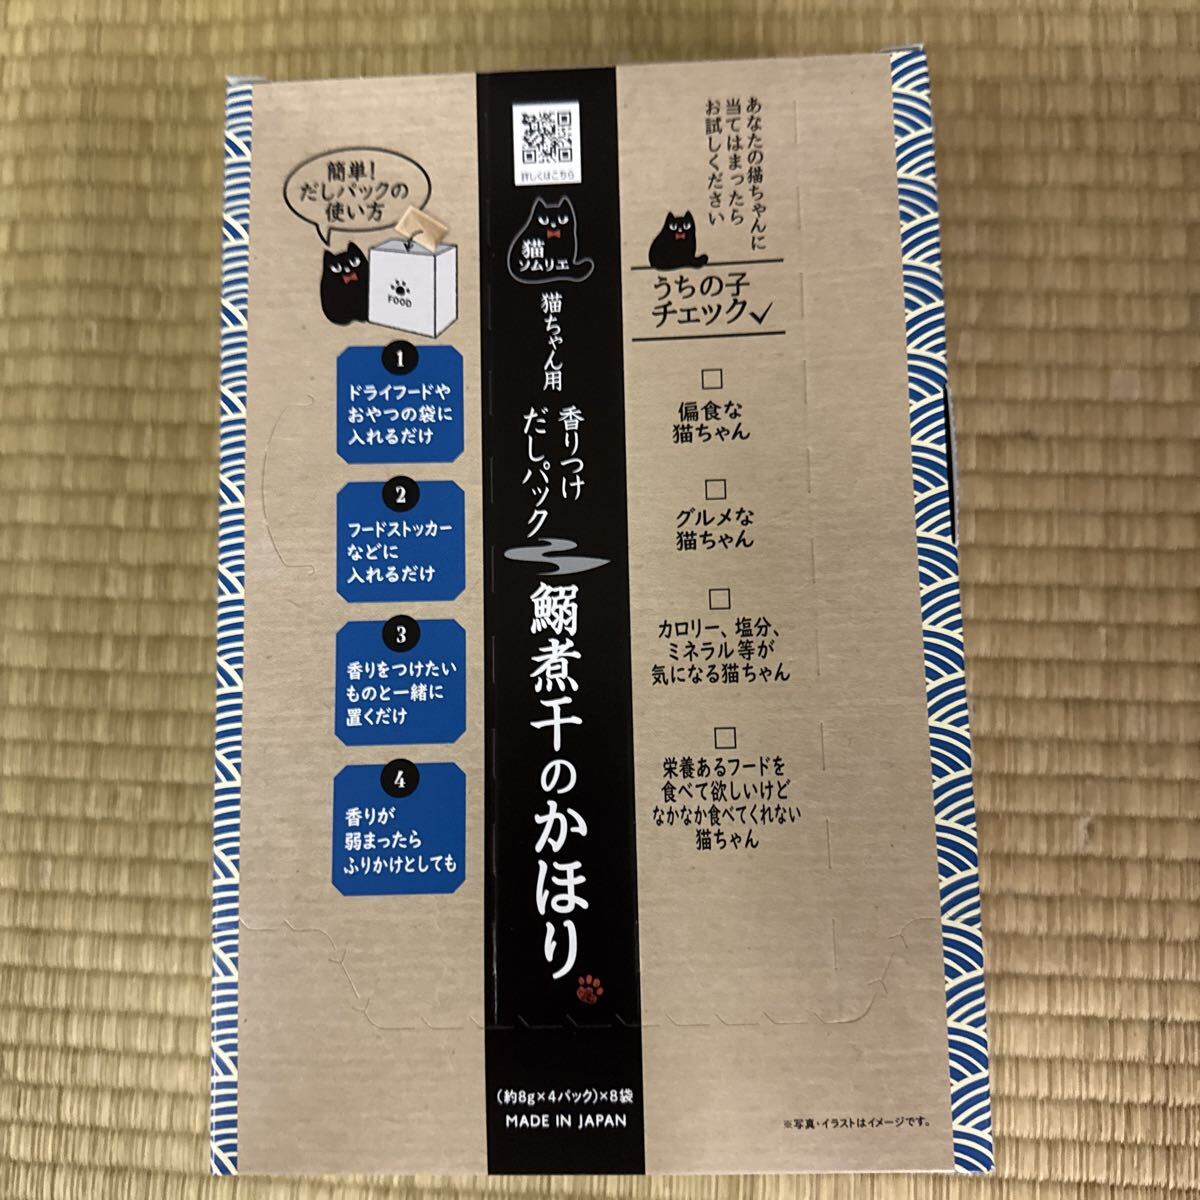 簡単!
だしパックの
使い方
FOOD
1
ドライフードや
おやつの袋に
入れるだけ
2
フードストッカー
などに
入れるだけ
3
香りをつけたい
ものと一緒に
置くだけ
4
香りが
弱まったら
ふりかけとしても
詳しくはこちら
猫
ソムリエ
猫ちゃん用
香りつけ
だしパック
鰯煮干のかほり
(約8g×4パック)×8袋
MADE IN JAPAN
あなたの猫ちゃんに
当てはまったら
お試しください
うちの子
チェック✓
□
偏食な
猫ちゃん
□
グルメな
猫ちゃん
□
カロリー、塩分、
ミネラル等が
気になる猫ちゃん
□
栄養あるフードを
食べて欲しいけど
なかなか食べてくれない
猫ちゃん
※写真・イラストはイメージです。